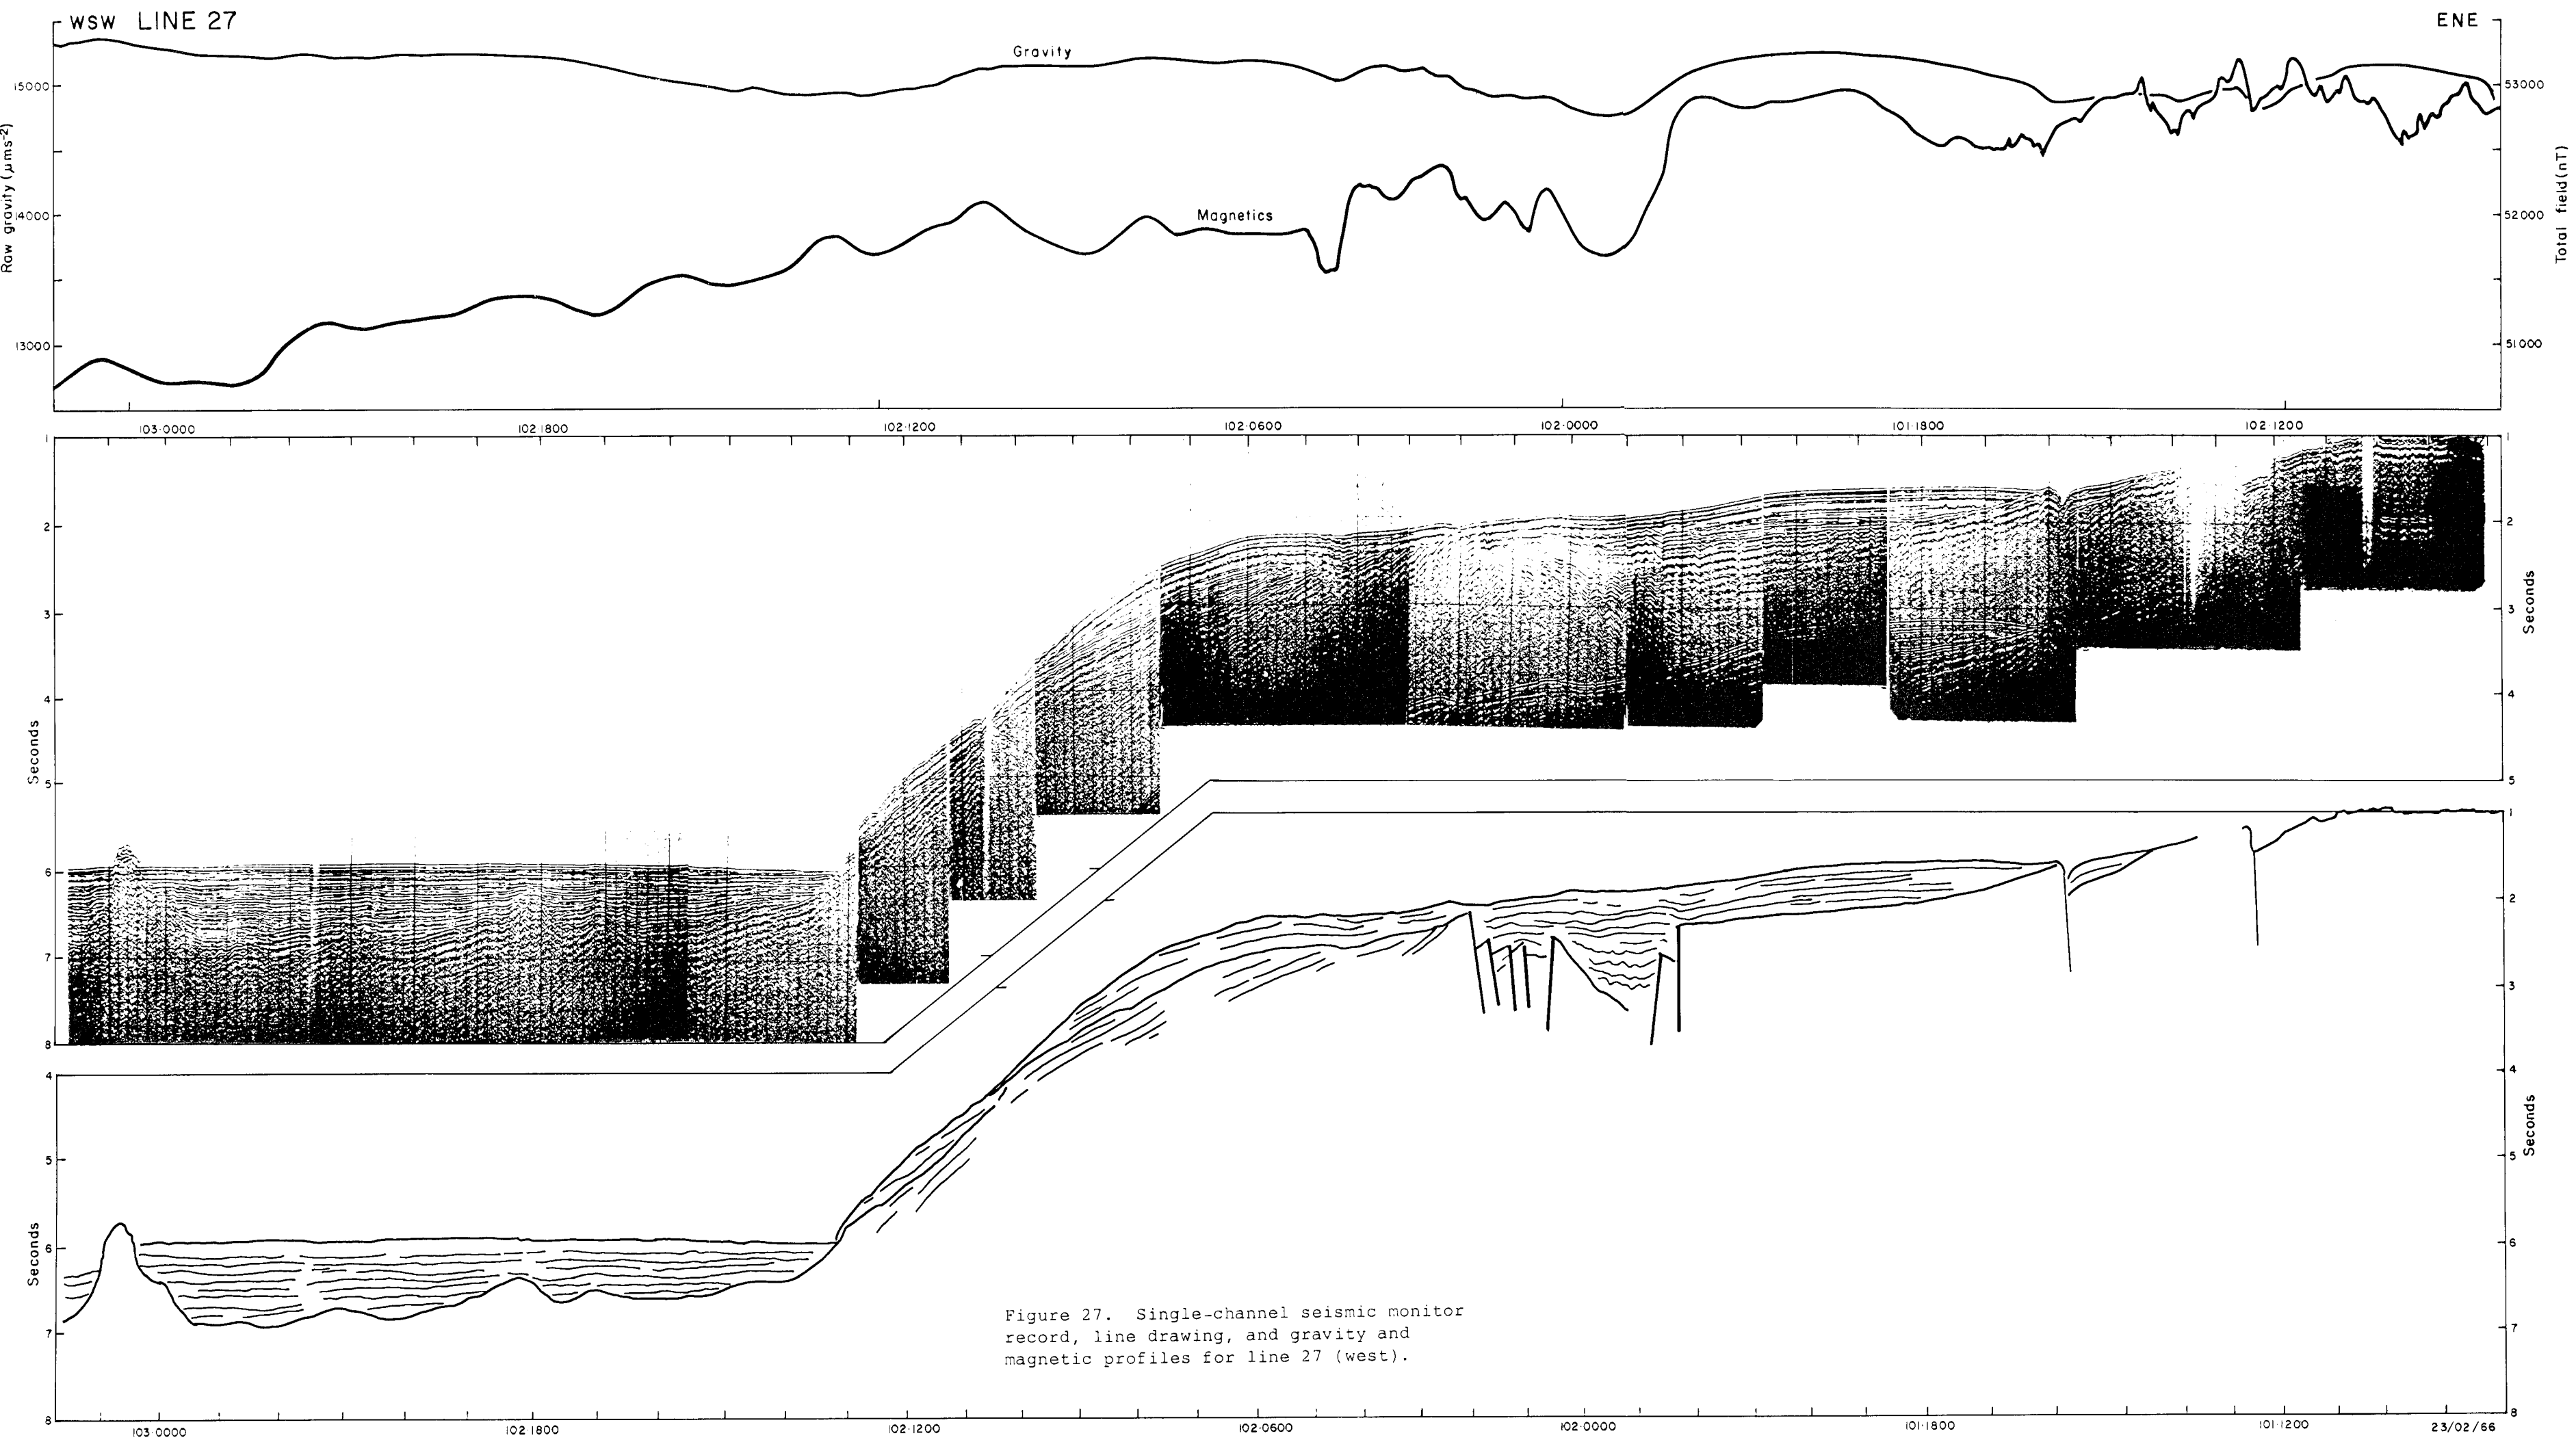 WSW LINE 27
ENE
Gravity
15000
53000
Raw gravity (μms-2)
Total field (nT)
14000
Magnetics
52000
13000
51000
103·0000 102·1800 102·1200 102·0600 102·0000 101·1800 102·1200
1
1
2
2
3
3
Seconds
4
4
Seconds
5
5
6
7
8
1
2
3
4
4
5
5
Seconds
6
6
Seconds
7
7
8
8
Figure 27. Single-channel seismic monitor
record, line drawing, and gravity and
magnetic profiles for line 27 (west).
103·0000 102·1800 102·1200 102·0600 102·0000 101·1800 101·1200 23/02/66